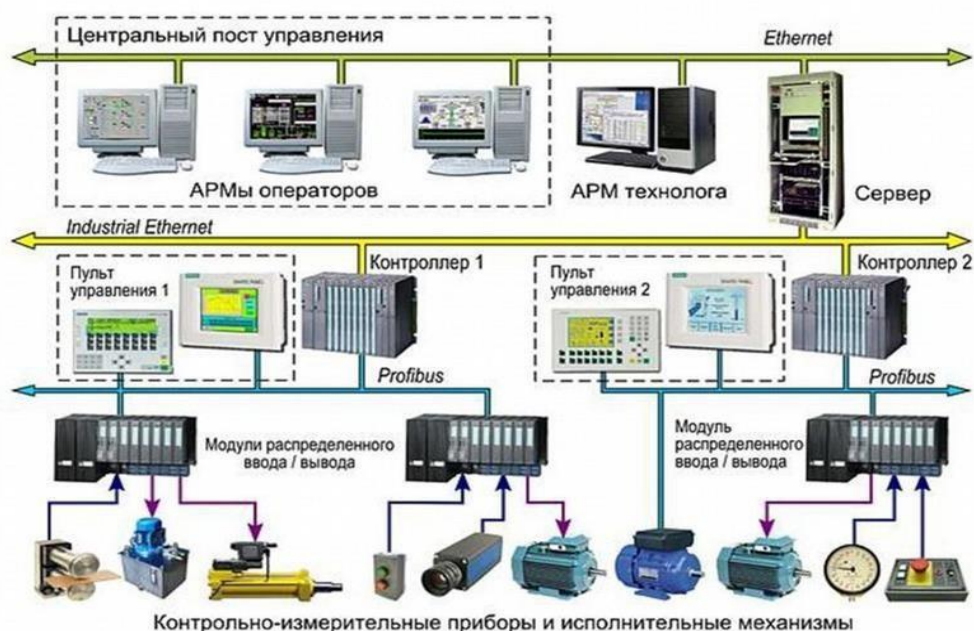 Центральный пост управления
Ethernet
АРМы операторов
АРМ технолога
Сервер
Industrial Ethernet
Пульт
управления 1
Контроллер 1
Пульт
управления 2
Контроллер 2
Profibus
Profibus
Модули распределенного
ввода / вывода
Модуль
распределенного
ввода / вывода
Контрольно-измерительные приборы и исполнительные механизмы